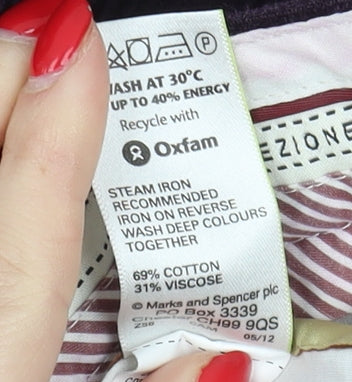 P
WASH AT 30°C
UP TO 40% ENERGY
Recycle with
Oxfam
EZIONE
STEAM IRON
RECOMMENDED
IRON ON REVERSE
WASH DEEP COLOURS
TOGETHER
69% COTTON
31% VISCOSE
© Marks and Spencer plc
PO Box 3339
Chester CH99 9QS
05/12